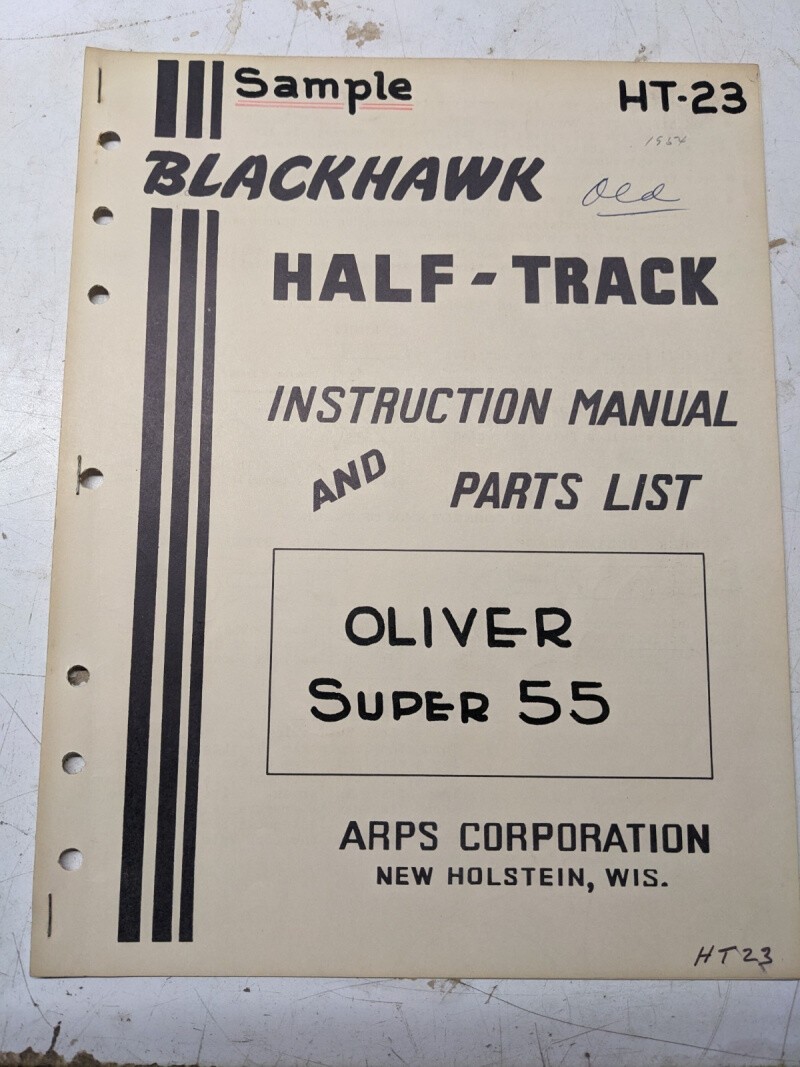 Sample
HT-23
1954
BLACKHAWK
Old
HALF-TRACK
INSTRUCTION MANUAL
AND PARTS LIST
OLIVER
SUPER 55
ARPS CORPORATION
NEW HOLSTEIN, WIS.
HT23